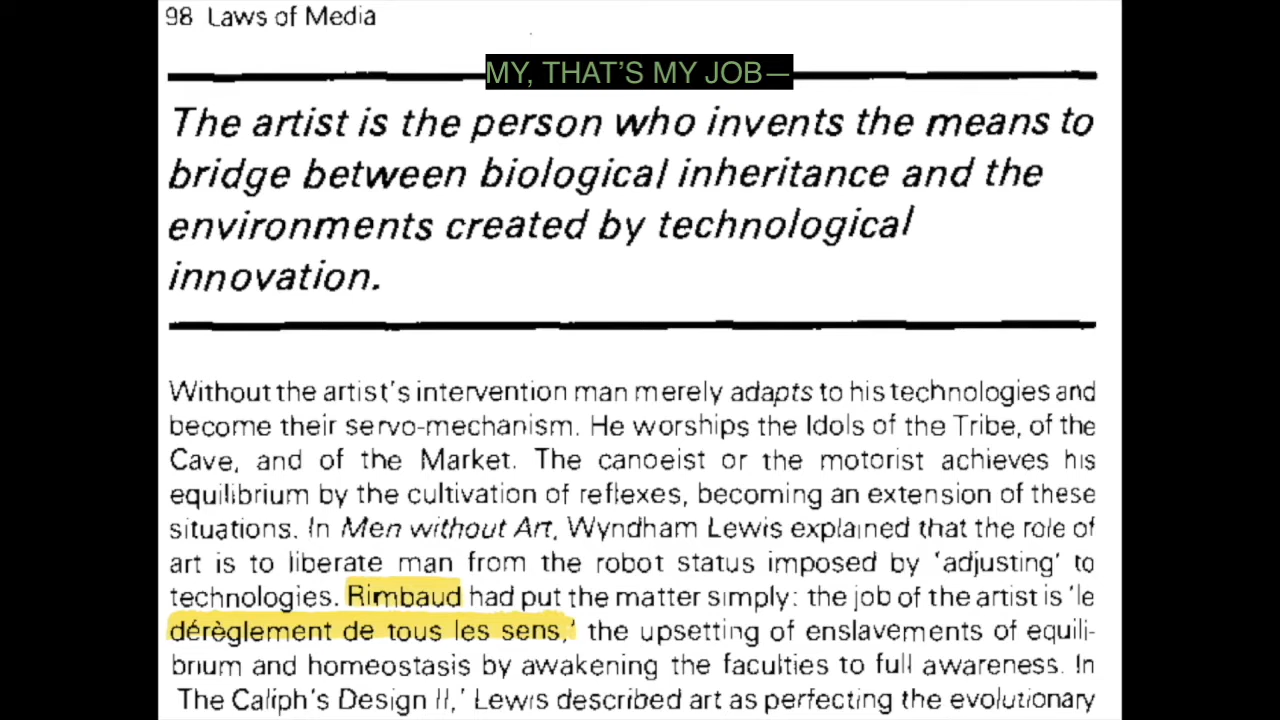 98 Laws of Media
MY, THAT'S MY JOB—
The artist is the person who invents the means to
bridge between biological inheritance and the
environments created by technological
innovation.
Without the artist's intervention man merely adapts to his technologies and
become their servo-mechanism. He worships the Idols of the Tribe, of the
Cave, and of the Market. The canoeist or the motorist achieves his
equilibrium by the cultivation of reflexes, becoming an extension of these
situations. In Men without Art, Wyndham Lewis explained that the role of
art is to liberate man from the robot status imposed by 'adjusting' to
technologies. Rimbaud had put the matter simply: the job of the artist is 'le
dérèglement de tous les sens,' the upsetting of enslavements of equili-
brium and homeostasis by awakening the faculties to full awareness. In
'The Caliph's Design II,' Lewis described art as perfecting the evolutionary